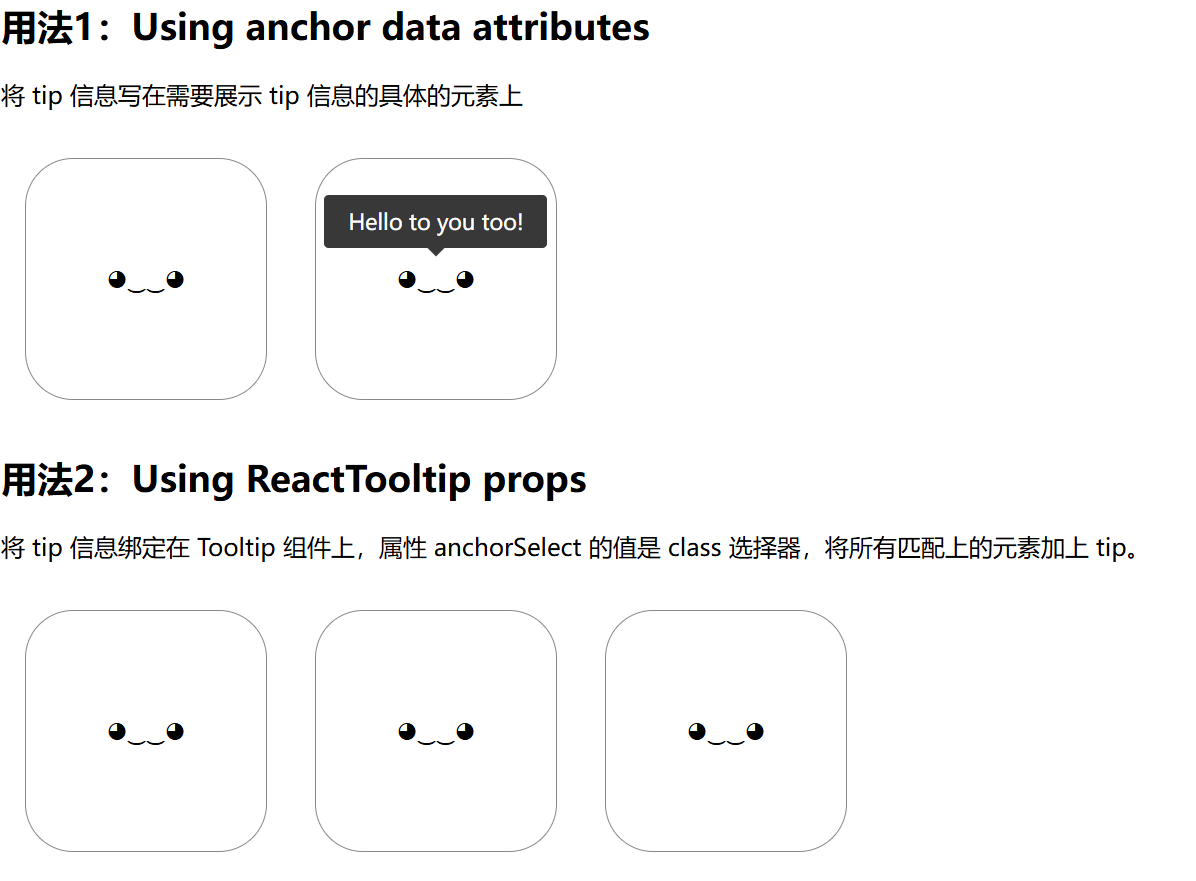 用法1：Using anchor data attributes
将 tip 信息写在需要展示 tip 信息的具体的元素上
Hello to you too!
◕‿‿◕ ◕‿‿◕
用法2：Using ReactTooltip props
将 tip 信息绑定在 Tooltip 组件上，属性 anchorSelect 的值是 class 选择器，将所有匹配上的元素加上 tip。
◕‿‿◕ ◕‿‿◕ ◕‿‿◕